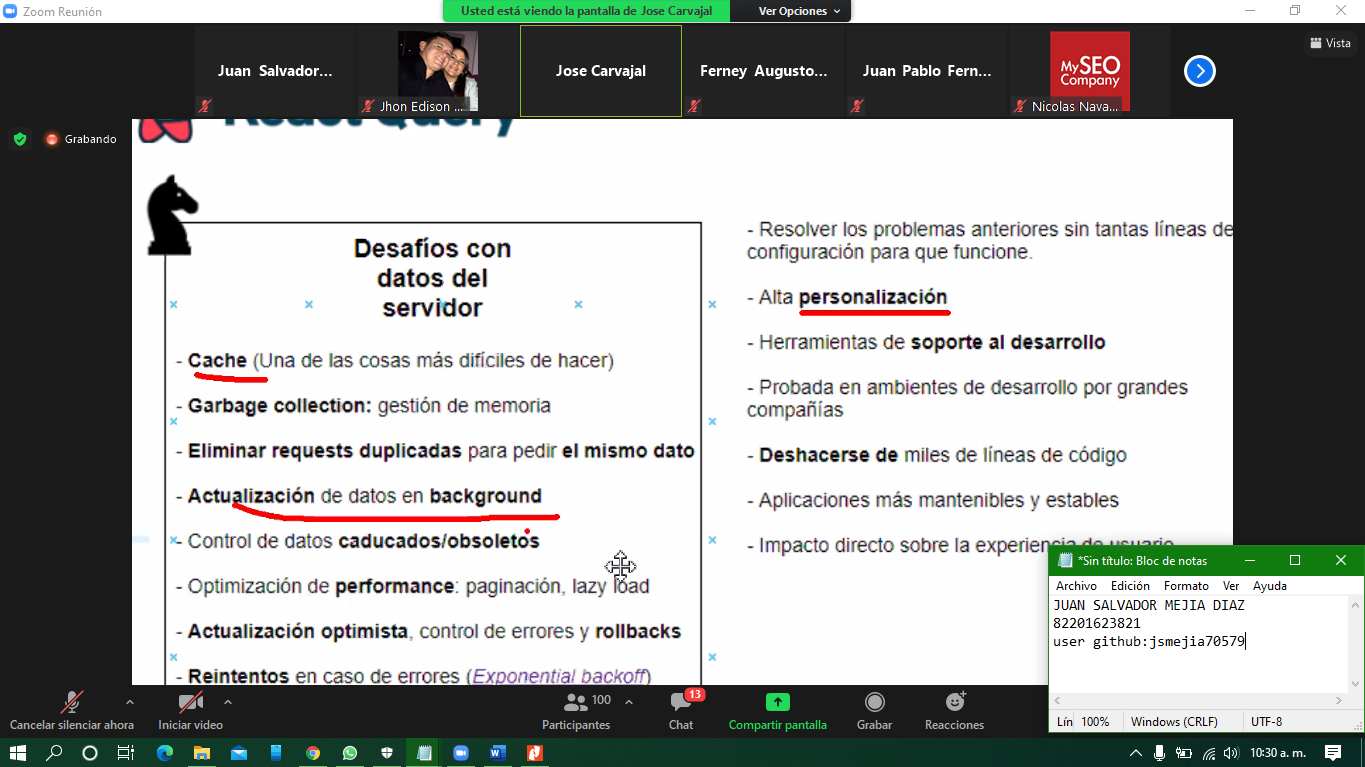 Zoom Reunión
Usted está viendo la pantalla de Jose Carvajal
Ver Opciones
Vista
Juan Salvador...
Jhon Edison ...
Jose Carvajal
Ferney Augusto...
Juan Pablo Fern...
My SEO
Company
Nicolas Nava...
Grabando
React Query
Desafíos con
datos del
servidor
- Cache (Una de las cosas más difíciles de hacer)
- Garbage collection: gestión de memoria
- Eliminar requests duplicadas para pedir el mismo dato
- Actualización de datos en background
- Control de datos caducados/obsoletos
- Optimización de performance: paginación, lazy load
- Actualización optimista, control de errores y rollbacks
- Reintentos en caso de errores (Exponential backoff)
- Resolver los problemas anteriores sin tantas líneas de
configuración para que funcione.
- Alta personalización
- Herramientas de soporte al desarrollo
- Probada en ambientes de desarrollo por grandes
compañías
- Deshacerse de miles de líneas de código
- Aplicaciones más mantenibles y estables
- Impacto directo sobre la experiencia de usuario
*Sin título: Bloc de notas
Archivo Edición Formato Ver Ayuda
JUAN SALVADOR MEJIA DIAZ
82201623821
user github:jsmejia70579
Lín 100% Windows (CRLF) UTF-8
Cancelar silenciar ahora
Iniciar video
100
Participantes
13
Chat
Compartir pantalla
Grabar
Reacciones
10:30 a. m.